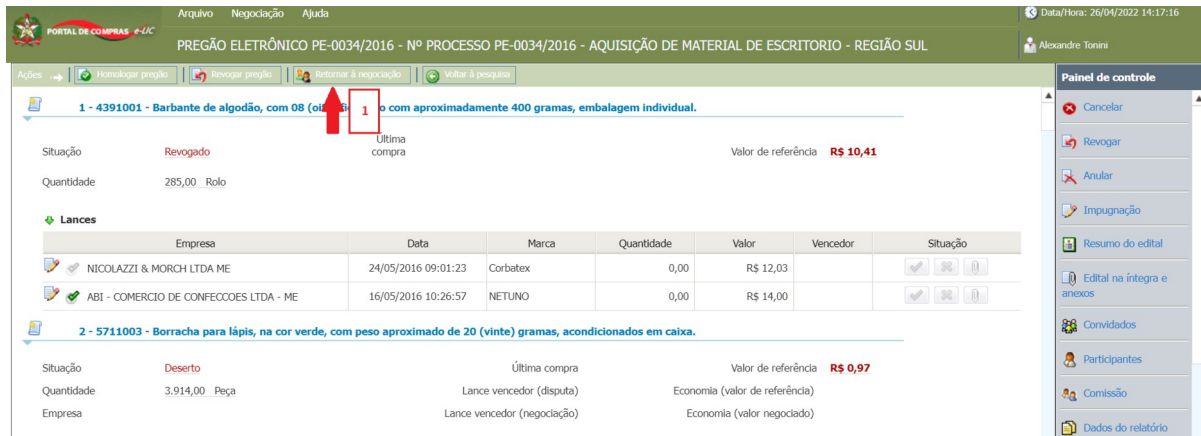 Arquivo Negociação Ajuda
Data/Hora: 26/04/2022 14:17:16
PORTAL DE COMPRAS e-LIC
PREGÃO ELETRÔNICO PE-0034/2016 - Nº PROCESSO PE-0034/2016 - AQUISIÇÃO DE MATERIAL DE ESCRITORIO - REGIÃO SUL
Alexandre Tonini
Ações Homologar pregão Revogar pregão Retornar à negociação Voltar à pesquisa
Painel de controle
1 - 4391001 - Barbante de algodão, com 08 com aproximadamente 400 gramas, embalagem individual.
1
Cancelar
Revogar
Anular
Impugnação
Resumo do edital
Edital na íntegra e
anexos
Convidados
Participantes
Comissão
Dados do relatório
Situação Revogado Última
compra Valor de referência R$ 10,41
Quantidade 285,00 Rolo
Lances
Empresa Data Marca Quantidade Valor Vencedor Situação
NICOLAZZI & MORCH LTDA ME 24/05/2016 09:01:23 Corbatex 0,00 R$ 12,03
ABI - COMERCIO DE CONFECCOES LTDA - ME 16/05/2016 10:26:57 NETUNO 0,00 R$ 14,00
2 - 5711003 - Borracha para lápis, na cor verde, com peso aproximado de 20 (vinte) gramas, acondicionados em caixa.
Situação Deserto Última compra Valor de referência R$ 0,97
Quantidade 3.914,00 Peça Lance vencedor (disputa) Economia (valor de referência)
Empresa Lance vencedor (negociação) Economia (valor negociado)